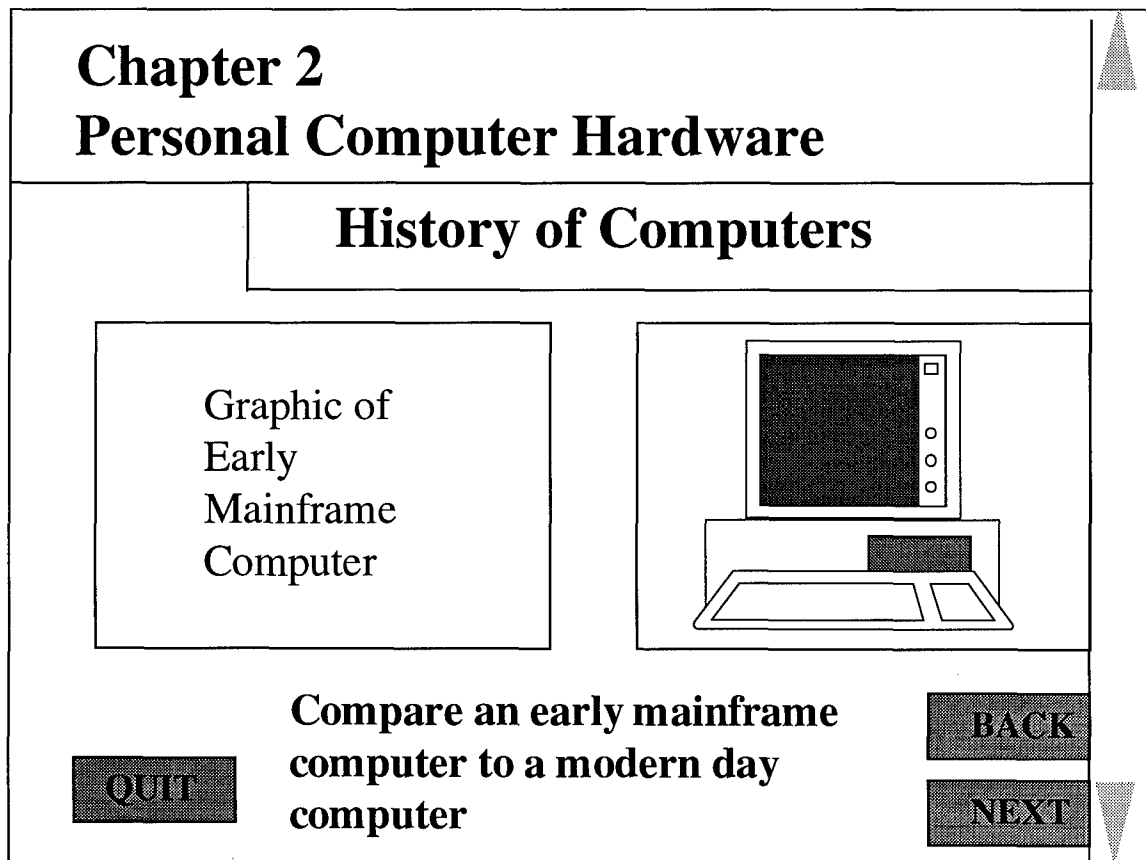 Chapter 2
Personal Computer Hardware
History of Computers
Graphic of
Early
Mainframe
Computer
Compare an early mainframe
computer to a modern day
computer
QUIT
BACK
NEXT